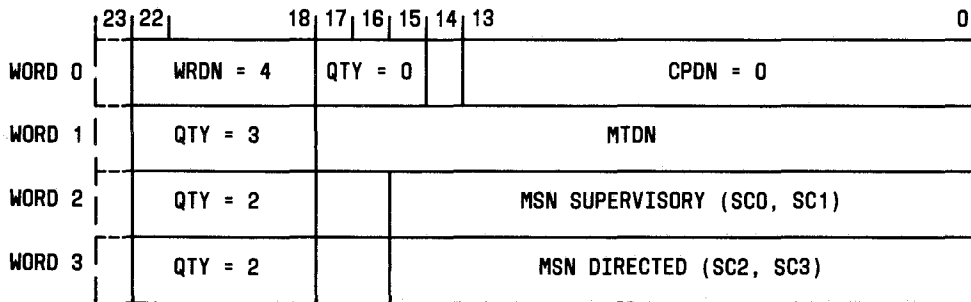 23 22 18 17 16 15 14 13 0
WORD 0 WRDN = 4 QTY = 0 CPDN = 0
WORD 1 QTY = 3 MTDN
WORD 2 QTY = 2 MSN SUPERVISORY (SC0, SC1)
WORD 3 QTY = 2 MSN DIRECTED (SC2, SC3)